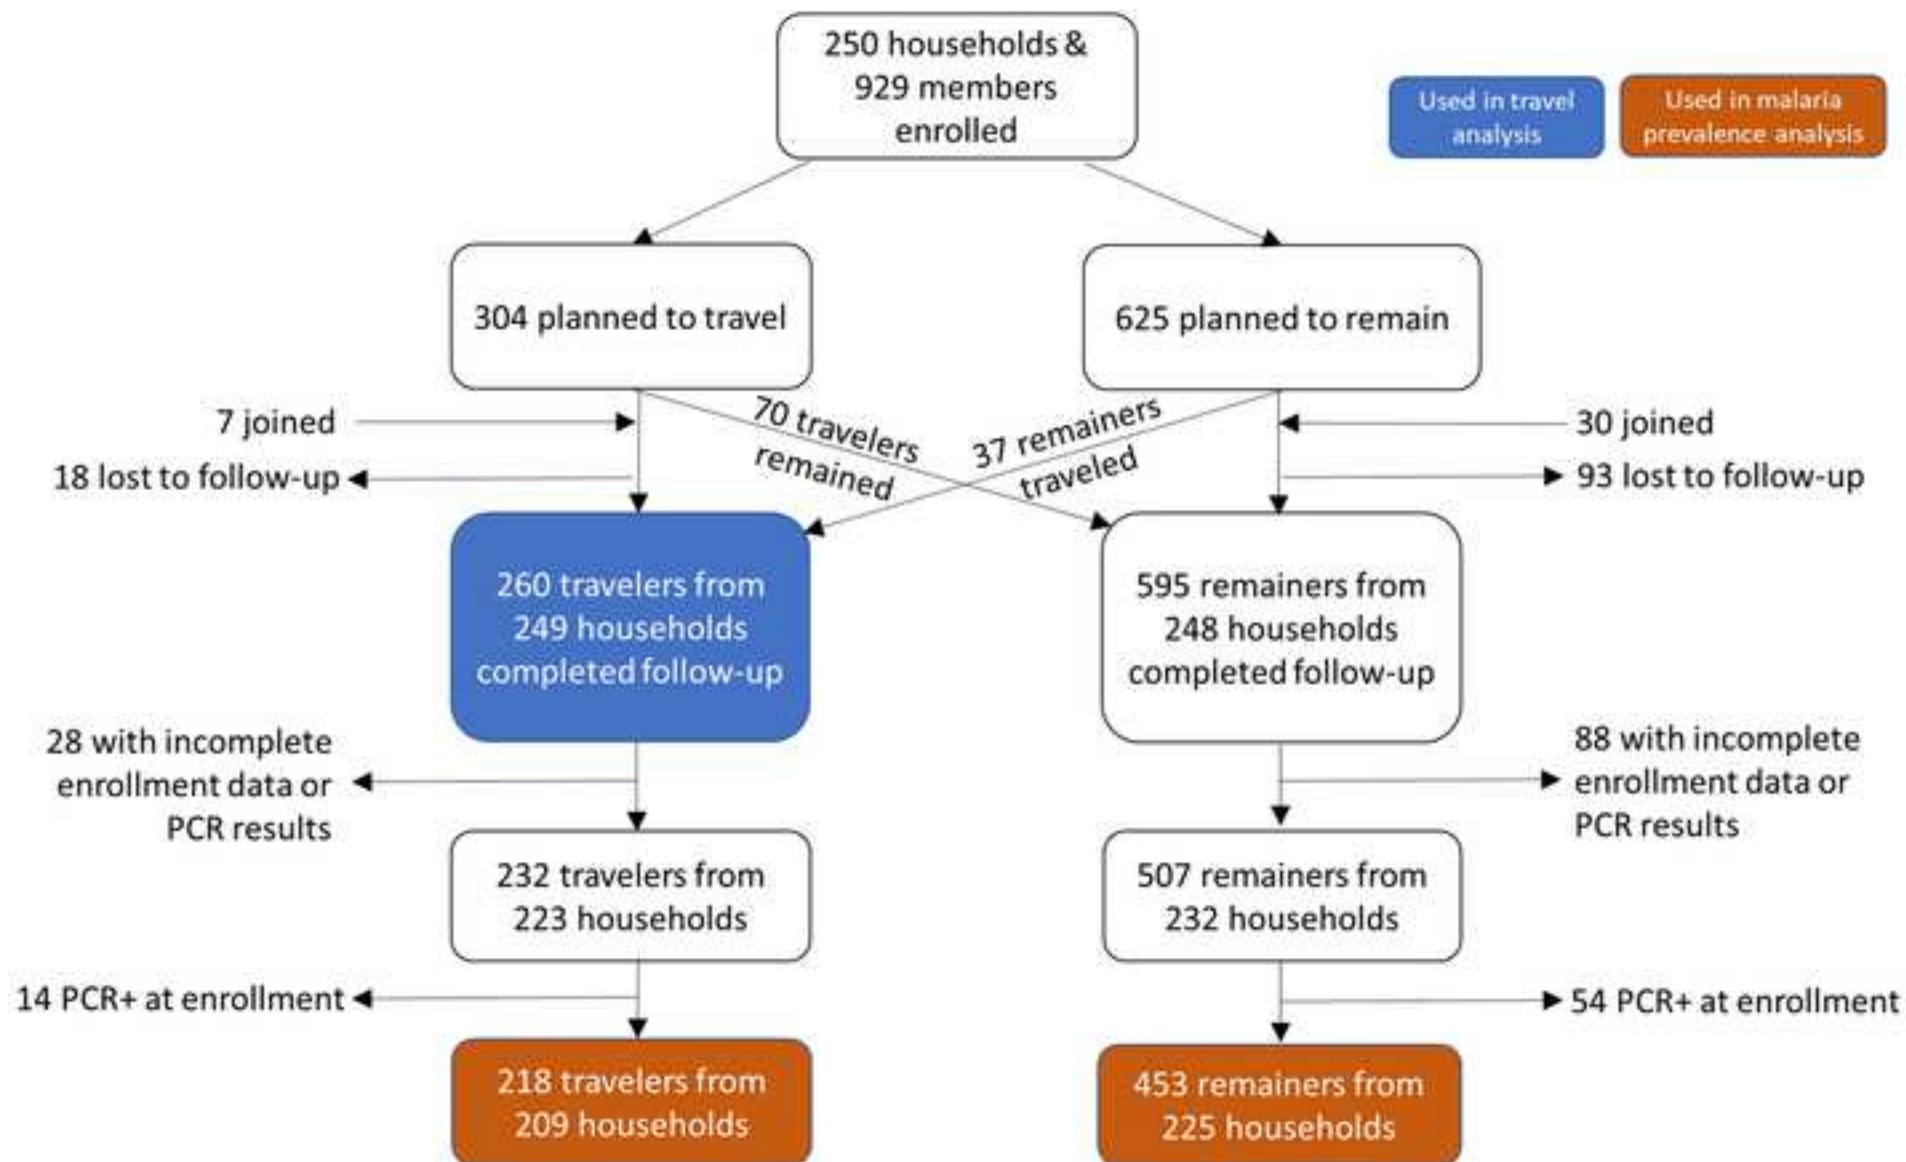 250 households &
929 members
enrolled
Used in travel
analysis
Used in malaria
prevalence analysis
304 planned to travel
625 planned to remain
7 joined
18 lost to follow-up
70 travelers
remained
37 remainers
traveled
30 joined
93 lost to follow-up
260 travelers from
249 households
completed follow-up
595 remainers from
248 households
completed follow-up
28 with incomplete
enrollment data or
PCR results
88 with incomplete
enrollment data or
PCR results
232 travelers from
223 households
507 remainers from
232 households
14 PCR+ at enrollment
54 PCR+ at enrollment
218 travelers from
209 households
453 remainers from
225 households